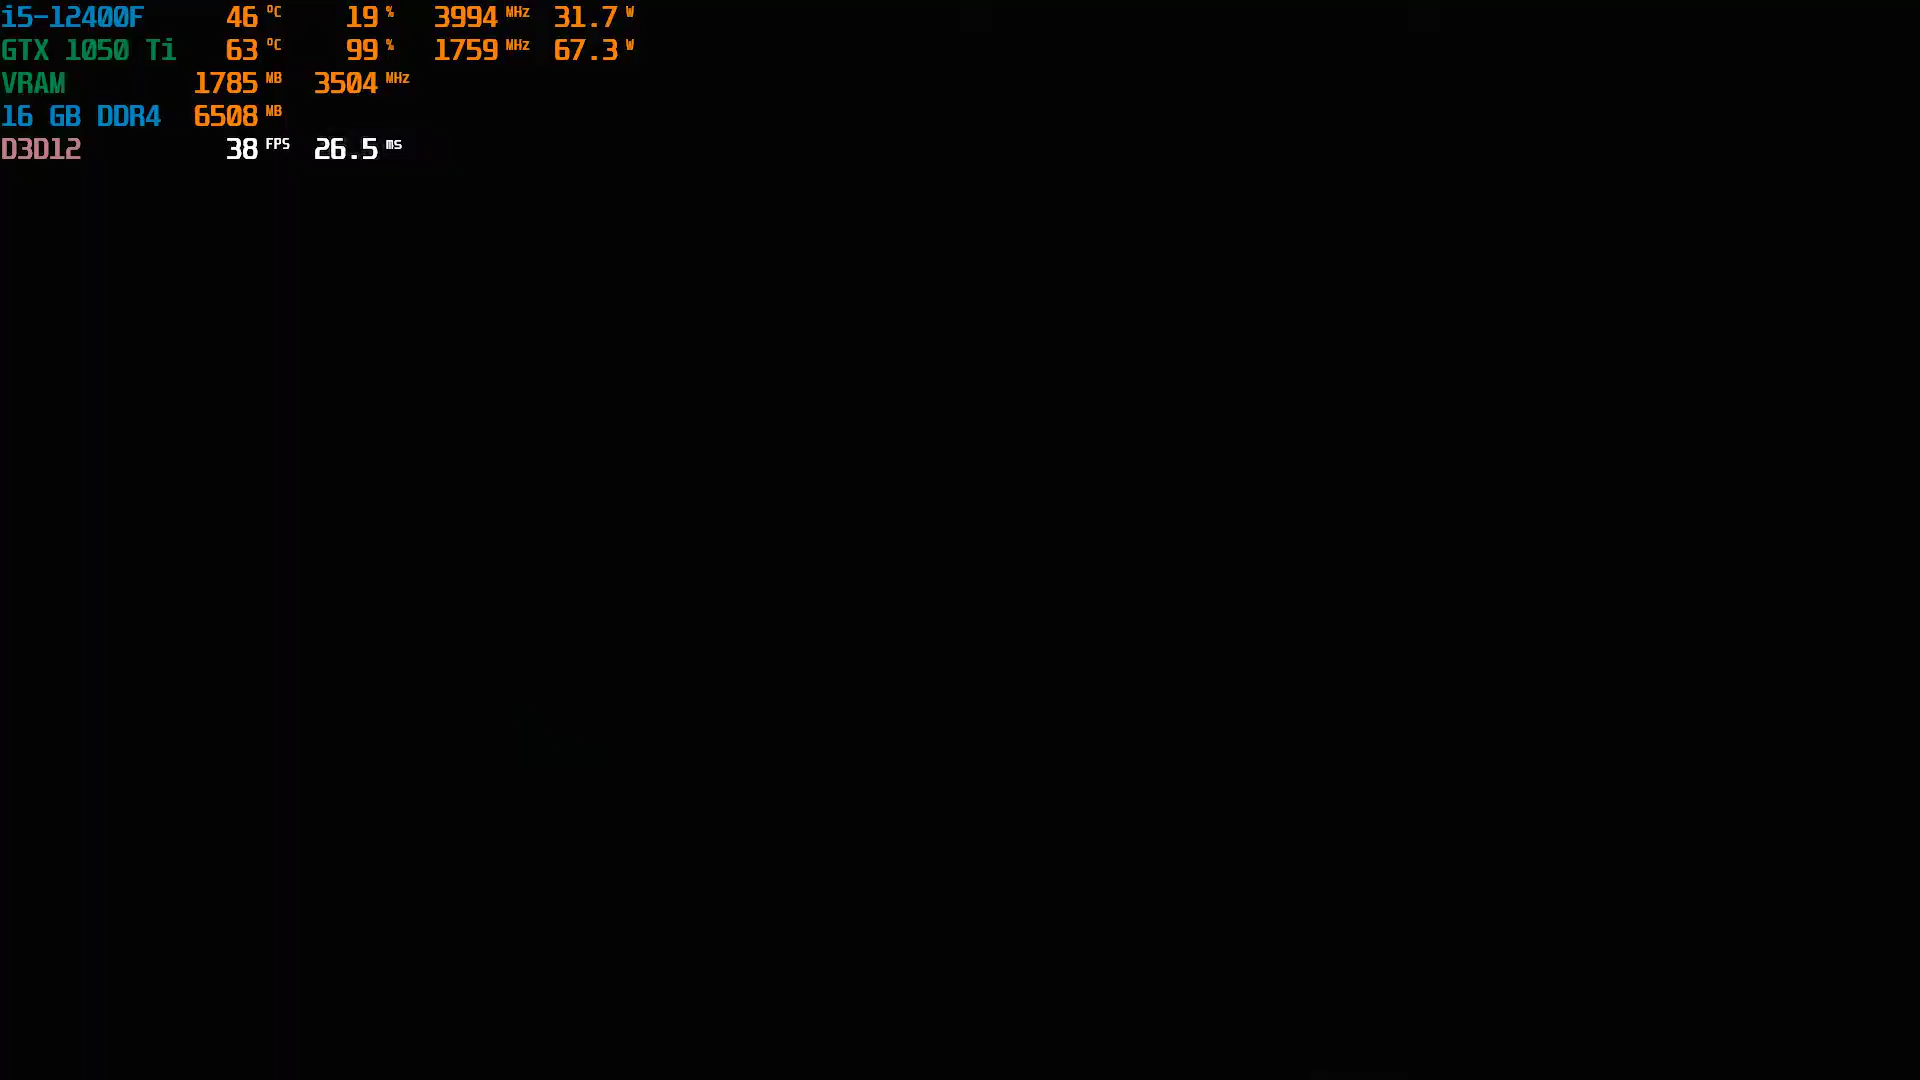 i5-12400F 46 °C 19 % 3994 MHz 31.7 W
GTX 1050 Ti 63 °C 99 % 1759 MHz 67.3 W
VRAM 1785 MB 3504 MHz
16 GB DDR4 6508 MB
D3D12 38 FPS 26.5 ms